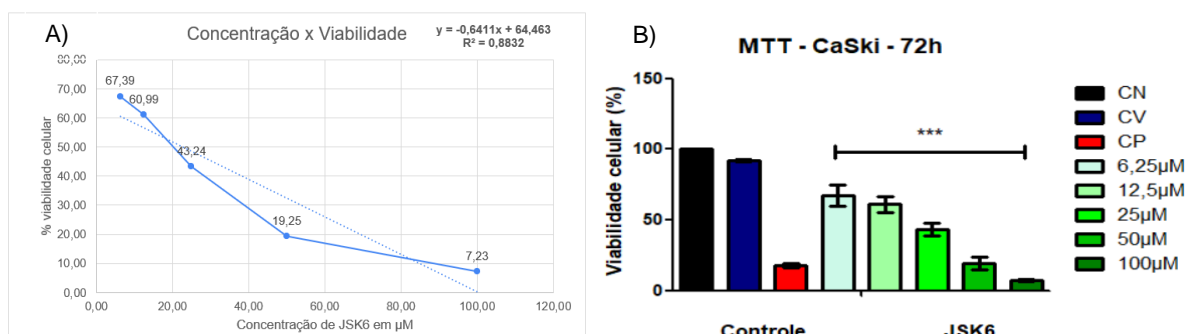 A)
Concentração x Viabilidade
y = -0,6411x + 64,463
R² = 0,8832
% viabilidade celular
80,00
70,00
60,00
50,00
40,00
30,00
20,00
10,00
0,00
67,39
60,99
43,24
19,25
7,23
0,00 20,00 40,00 60,00 80,00 100,00 120,00
Concentração de JSK6 em µM
B)
MTT - CaSki - 72h
Viabilidade celular (%)
150
100
50
0
***
Controle JSK6
CN
CV
CP
6,25µM
12,5µM
25µM
50µM
100µM